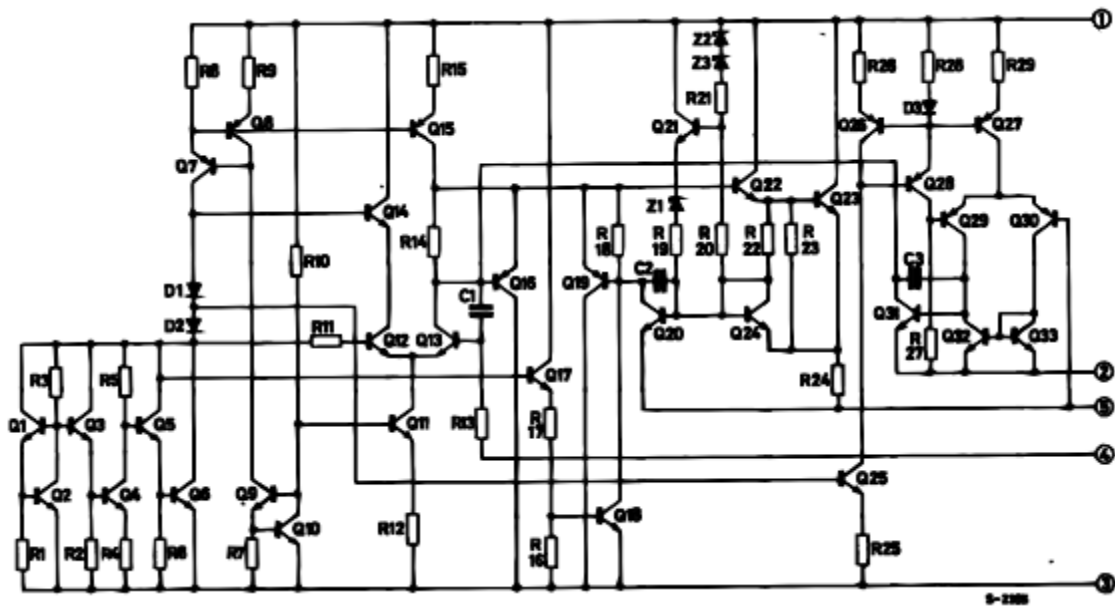 1
Z2
Z3
R8 R9 R15 R26 R28 R29
R21
D3
Q8 Q15 Q21 Q26 Q27
Q7
Q22 Q28
Q14 Q23
R14 Z1 R18 R19 R20 R22 R23 Q29 Q30
R10
D1 Q16 Q19 C2 C3
C1
D2 Q20 Q24 Q31
R11 Q12 Q13 R27 Q32 Q33
R3 R5 Q17 R24 2
5
Q1 Q3 Q5 Q11 R13 R17
4
Q25
Q2 Q4 Q6 Q9 Q18
Q10 R12
R1 R2 R4 R6 R7 R16 R25
3